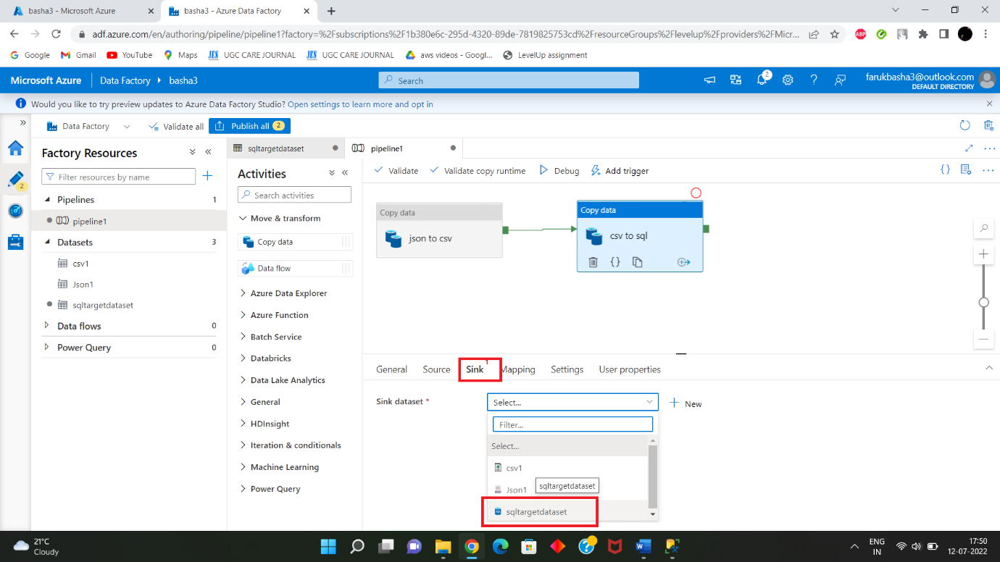 basha3 - Microsoft Azure
basha3 - Azure Data Factory
adf.azure.com/en/authoring/pipeline/pipeline1?factory=%2Fsubscriptions%2F1b380e6c-295d-4320-89de-7819825753cd%2FresourceGroups%2Flevelup%2Fproviders%2FMicr...
ABP
Google
Gmail
YouTube
Maps
JES UGC CARE JOURNAL
JES UGC CARE JOURNAL
aws videos - Googl...
LevelUp assignment
Microsoft Azure
Data Factory
basha3
Search
2
farukbasha3@outlook.com
DEFAULT DIRECTORY
Would you like to try preview updates to Azure Data Factory Studio? Open settings to learn more and opt in
Data Factory
Validate all
Publish all 2
Factory Resources
sqltargetdataset
pipeline1
Filter resources by name
2
Pipelines 1
pipeline1
Datasets 3
csv1
Json1
sqltargetdataset
Data flows 0
Power Query 0
Activities
Search activities
Move & transform
Copy data
Data flow
Azure Data Explorer
Azure Function
Batch Service
Databricks
Data Lake Analytics
General
HDInsight
Iteration & conditionals
Machine Learning
Power Query
Validate
Validate copy runtime
Debug
Add trigger
Copy data
json to csv
Copy data
csv to sql
General
Source
Sink 1
Mapping
Settings
User properties
Sink dataset *
Select...
New
Filter...
Select...
csv1
Json1
sqltargetdataset
sqltargetdataset
21°C
Cloudy
ENG
IN
17:50
12-07-2022